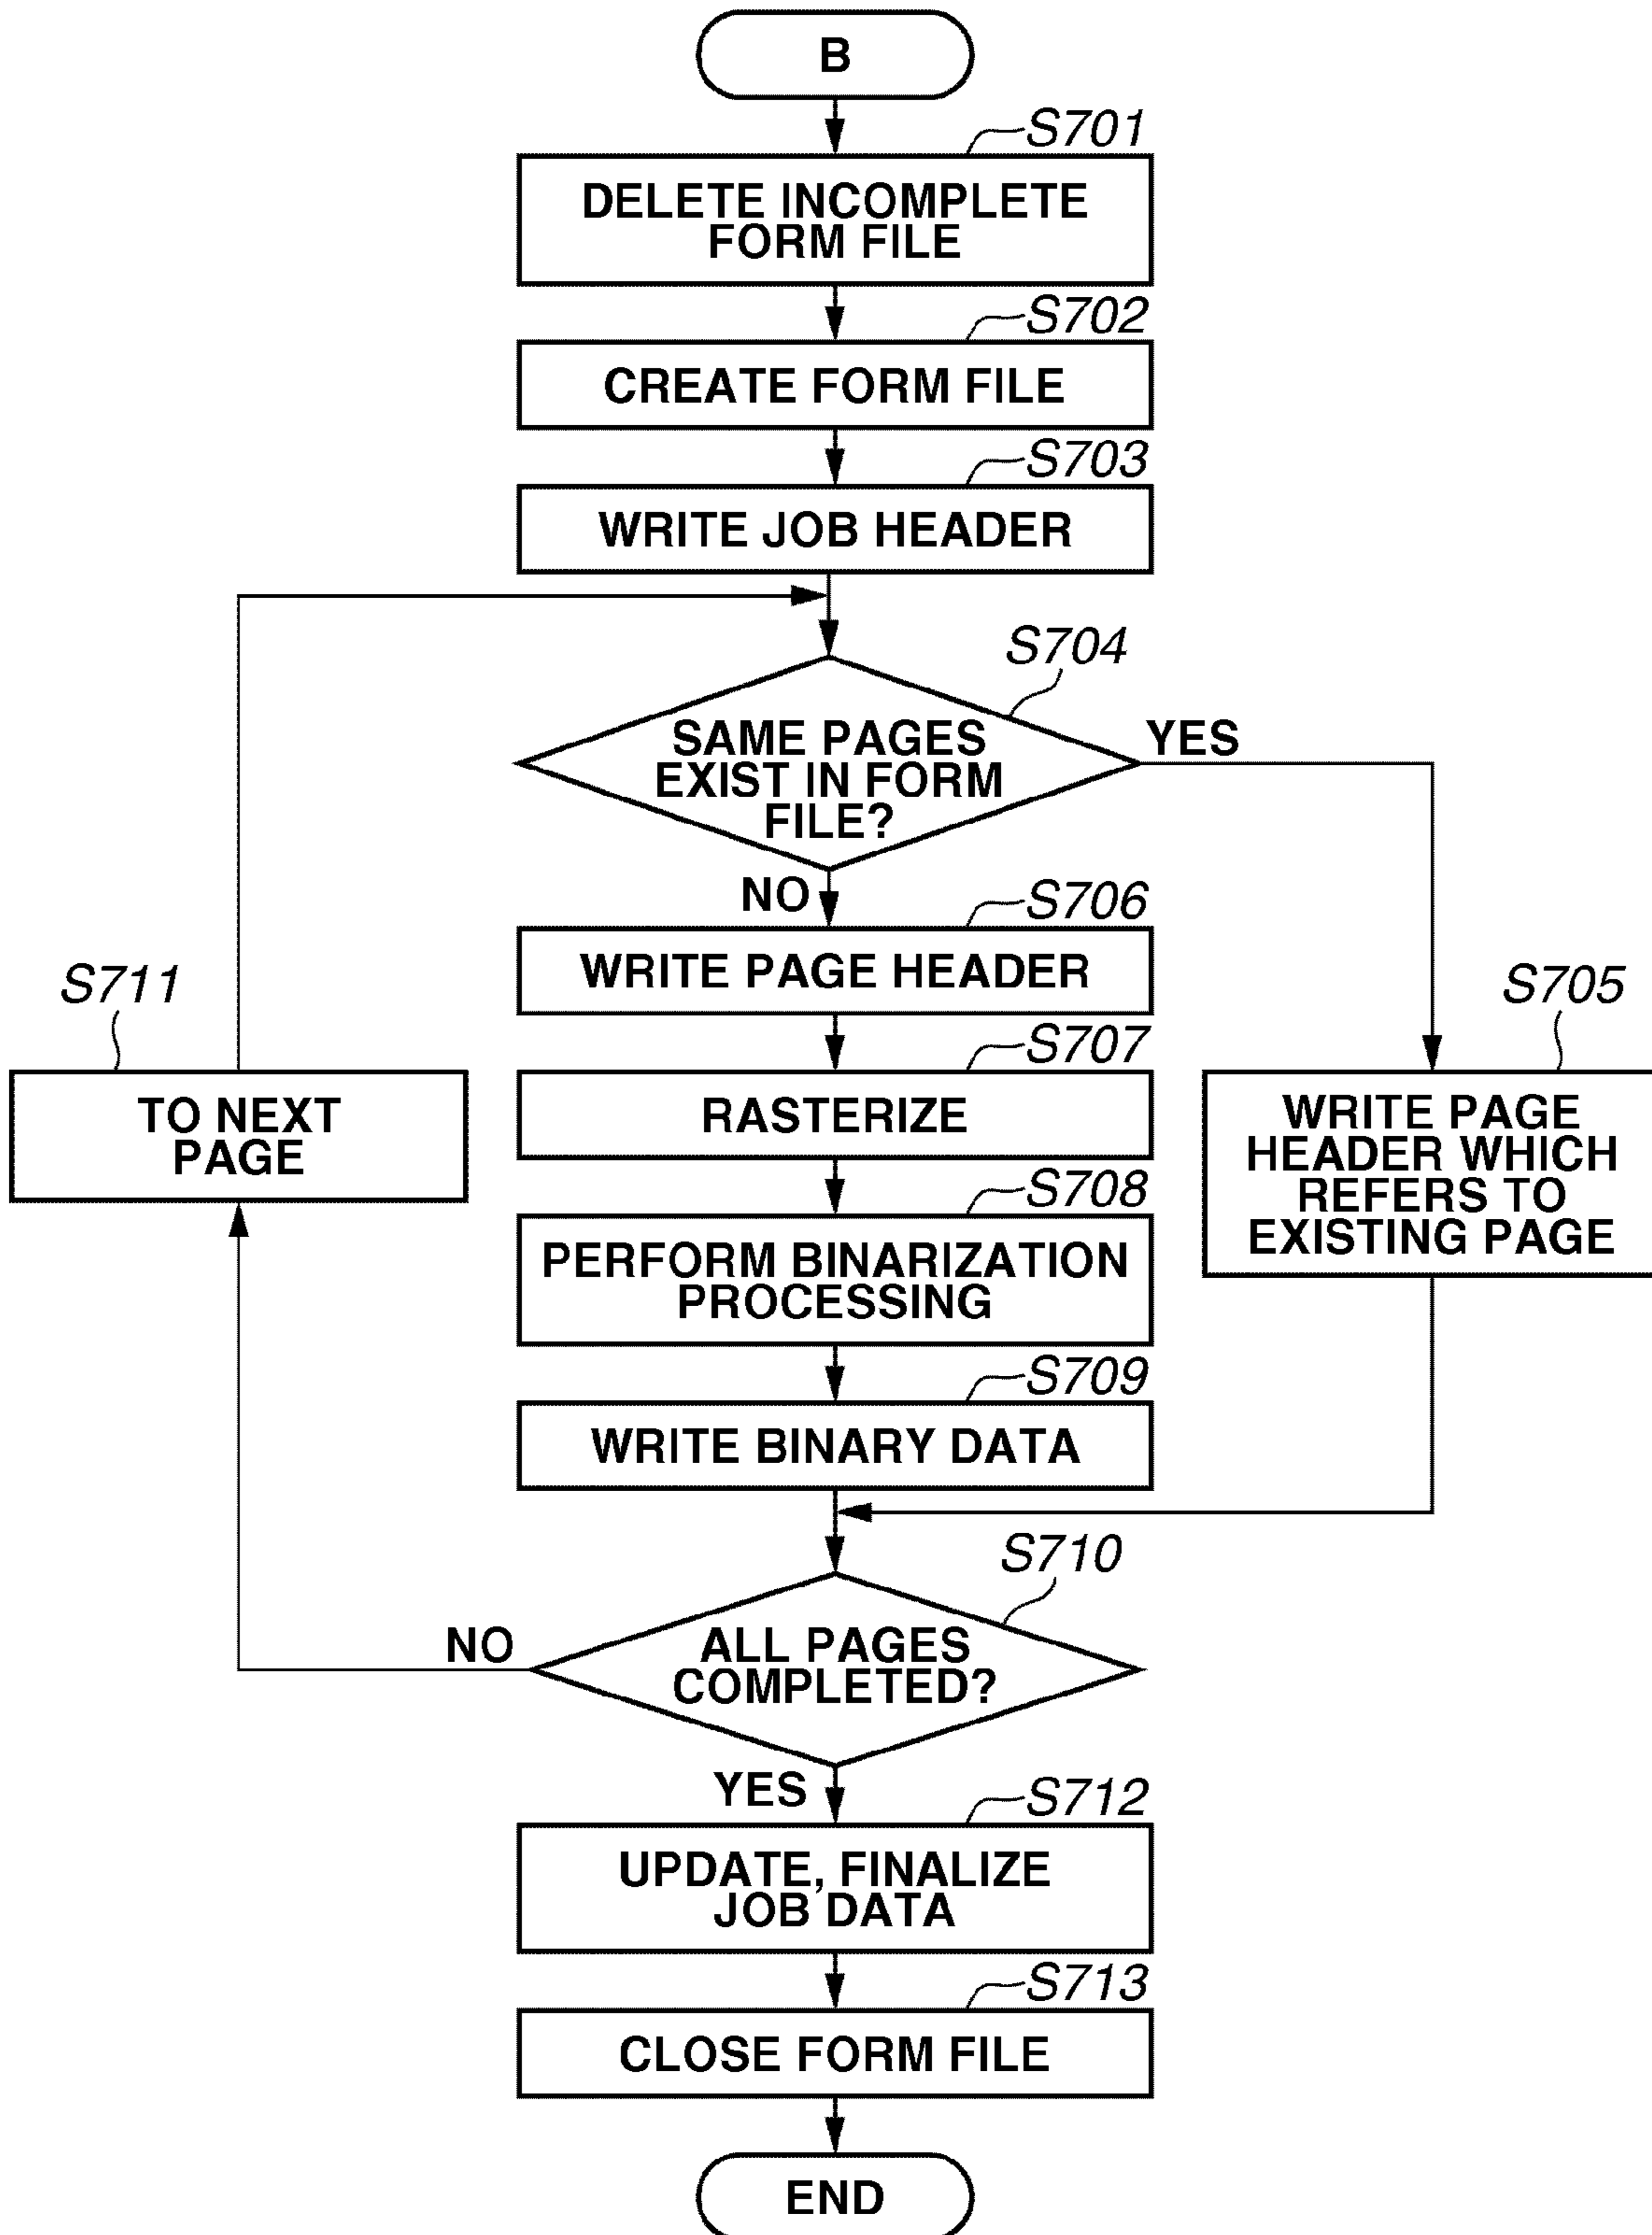 B
S701
DELETE INCOMPLETE
FORM FILE
S702
CREATE FORM FILE
S703
WRITE JOB HEADER
S704
SAME PAGES
EXIST IN FORM
FILE?
YES
NO
S706
WRITE PAGE HEADER
S711
TO NEXT
PAGE
S707
RASTERIZE
S705
WRITE PAGE
HEADER WHICH
REFERS TO
EXISTING PAGE
S708
PERFORM BINARIZATION
PROCESSING
S709
WRITE BINARY DATA
S710
ALL PAGES
COMPLETED?
NO
YES
S712
UPDATE, FINALIZE
JOB DATA
S713
CLOSE FORM FILE
END